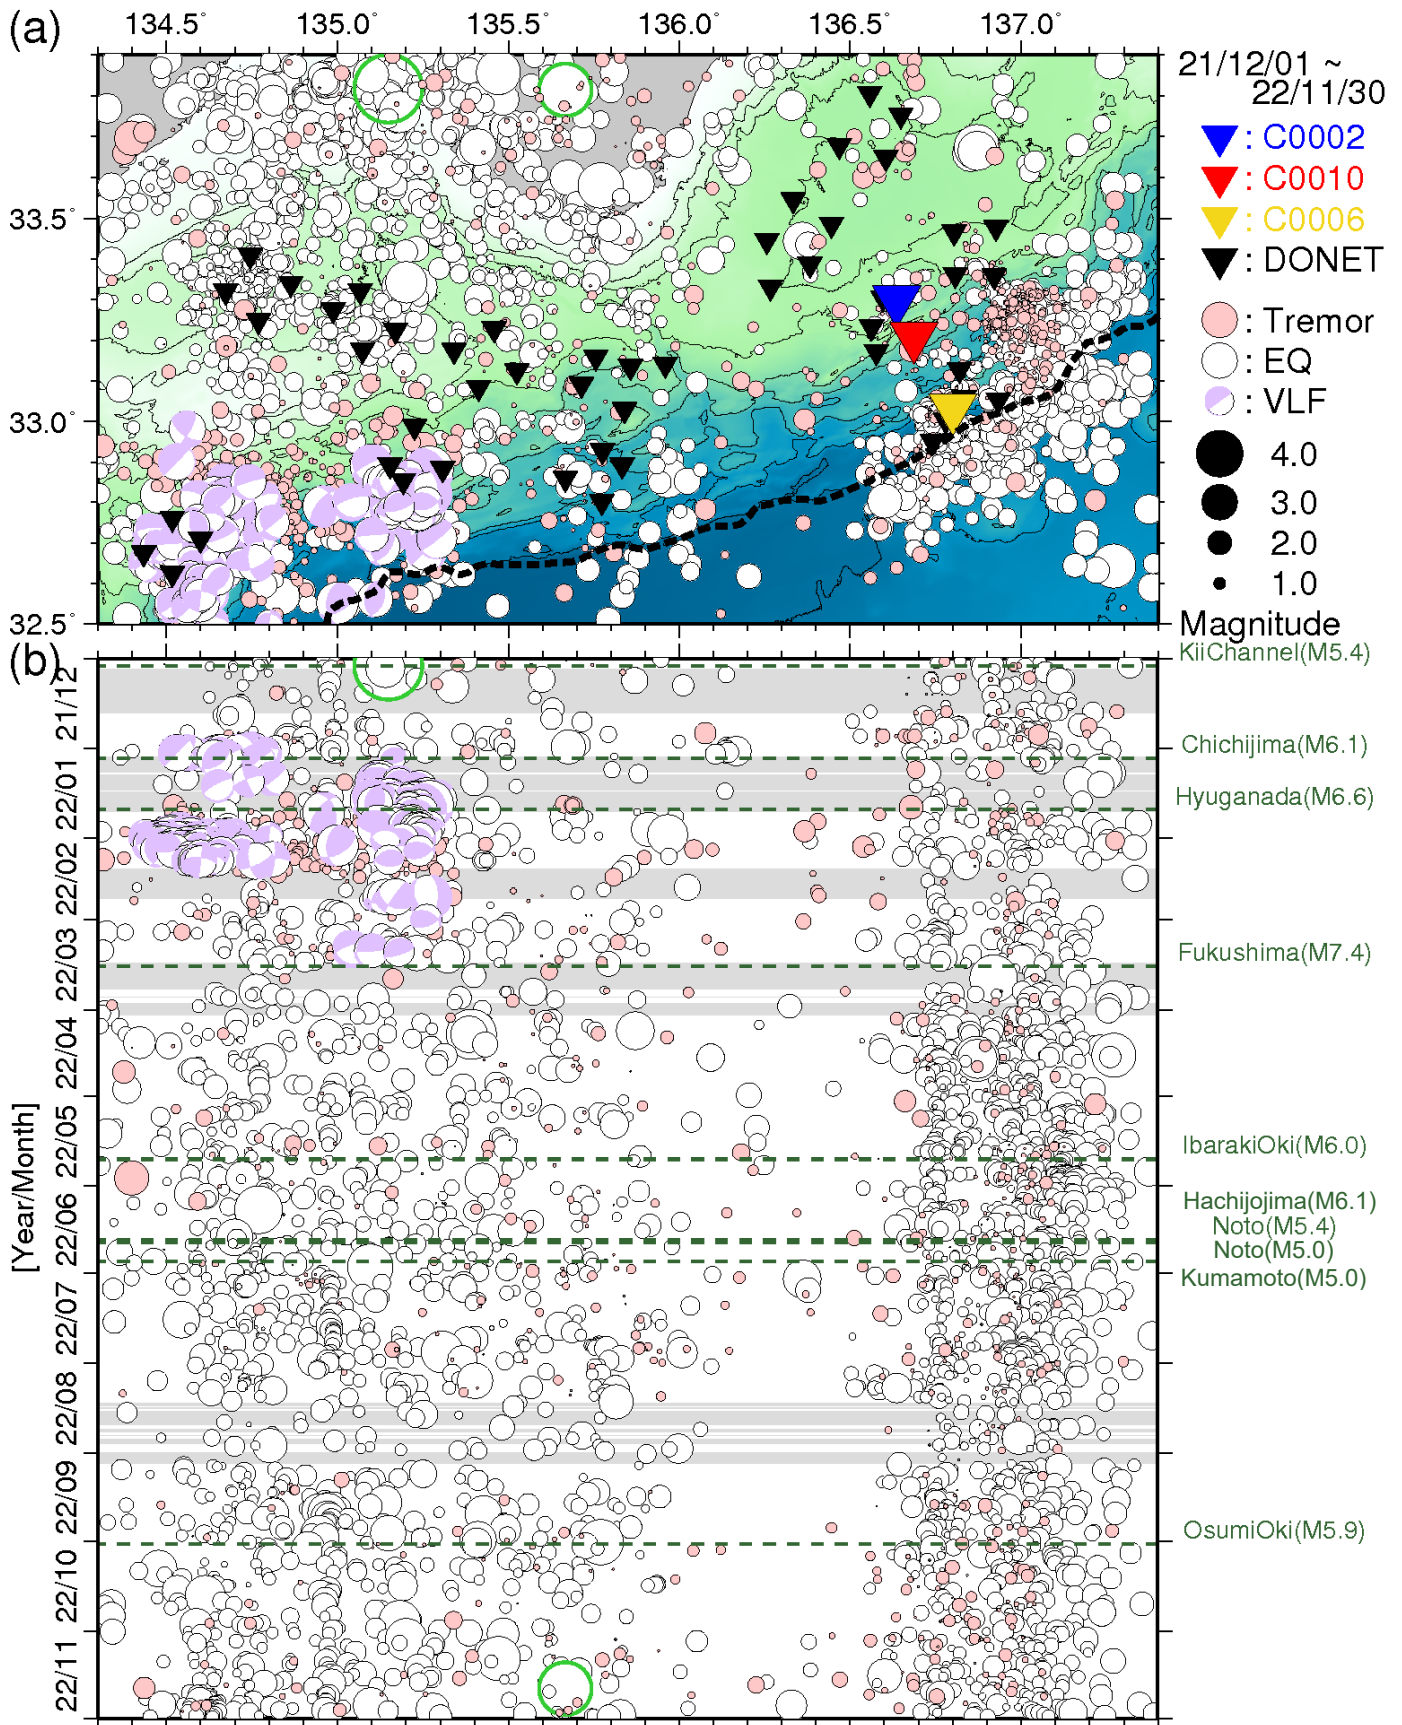 (a)
134.5° 135.0° 135.5° 136.0° 136.5° 137.0°
33.5°
33.0°
32.5°
21/12/01 ~
22/11/30
: C0002
: C0010
: C0006
: DONET
: Tremor
: EQ
: VLF
4.0
3.0
2.0
1.0
Magnitude
(b)
[Year/Month]
21/12
22/01
22/02
22/03
22/04
22/05
22/06
22/07
22/08
22/09
22/10
22/11
KiiChannel(M5.4)
Chichijima(M6.1)
Hyuganada(M6.6)
Fukushima(M7.4)
IbarakiOki(M6.0)
Hachijojima(M6.1)
Noto(M5.4)
Noto(M5.0)
Kumamoto(M5.0)
OsumiOki(M5.9)